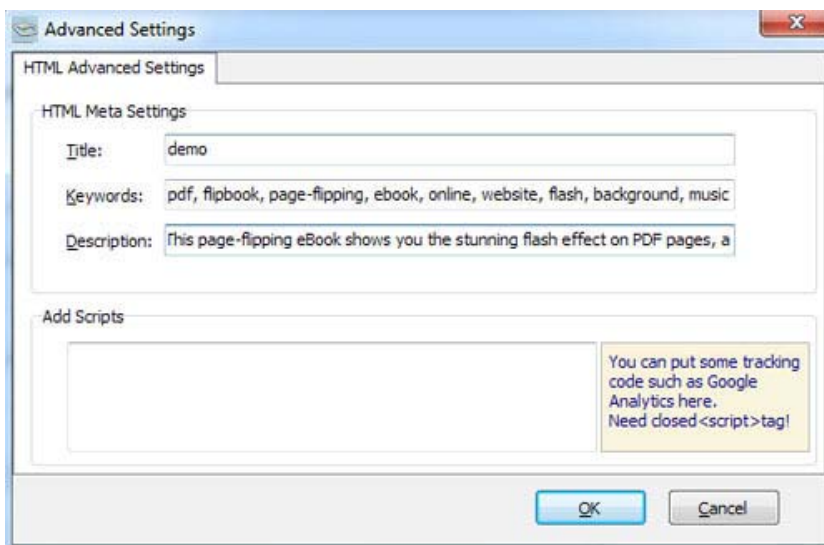 Advanced Settings
HTML Advanced Settings
HTML Meta Settings
Title: demo
Keywords: pdf, flipbook, page-flipping, ebook, online, website, flash, background, music
Description: This page-flipping eBook shows you the stunning flash effect on PDF pages, a
Add Scripts
You can put some tracking
code such as Google
Analytics here.
Need closed<script>tag!
OK Cancel